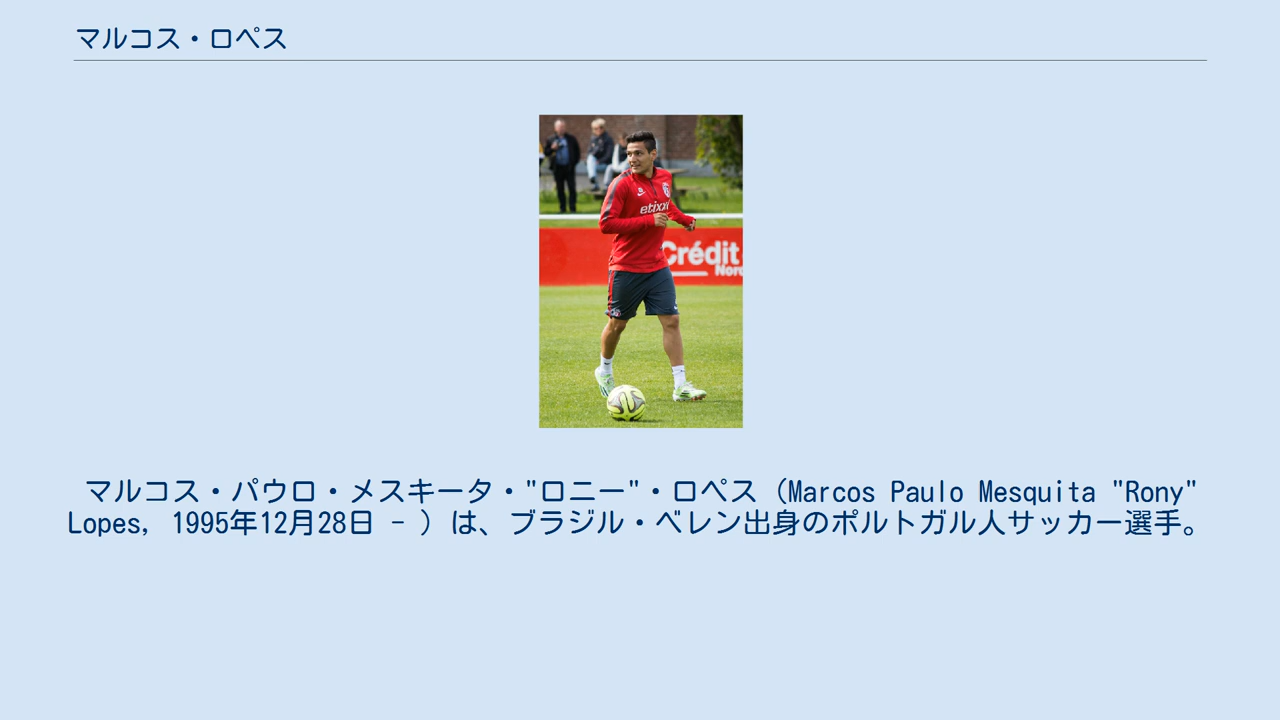 マルコス・ロペス
etixx
Crédit
Nord
マルコス・パウロ・メスキータ・"ロニー"・ロペス（Marcos Paulo Mesquita "Rony"
Lopes, 1995年12月28日 - ）は、ブラジル・ベレン出身のポルトガル人サッカー選手。